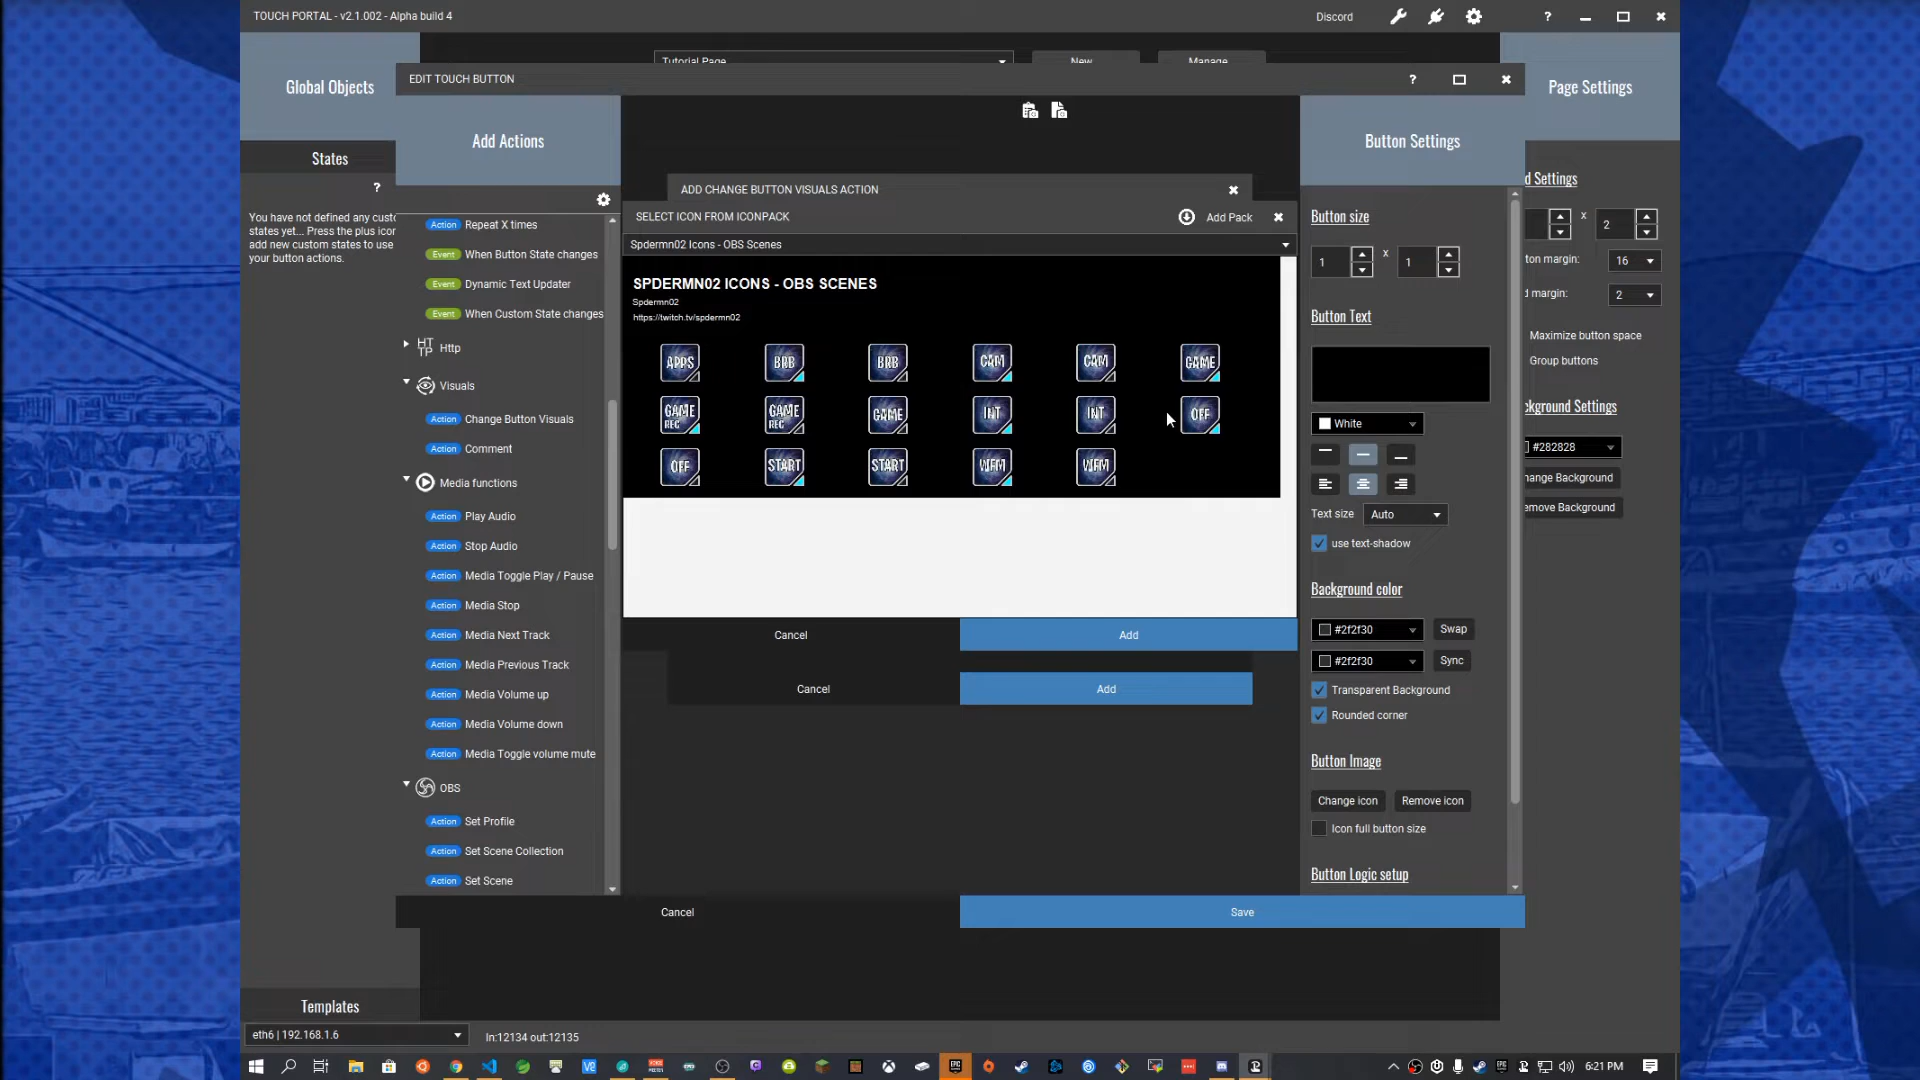 TOUCH PORTAL - v2.1.002 - Alpha build 4
Discord
?
Tutorial Page
New
Manage
Global Objects
EDIT TOUCH BUTTON
?
Page Settings
Add Actions
Button Settings
States
?
You have not defined any custo
states yet... Press the plus icon
add new custom states to use
your button actions.
ADD CHANGE BUTTON VISUALS ACTION
SELECT ICON FROM ICONPACK
Add Pack
Spdermn02 Icons - OBS Scenes
SPDERMN02 ICONS - OBS SCENES
Spdermn02
https://twitch.tv/spdermn02
APPS
BRB
BRB
CAM
CAM
GAME
GAME REC
GAME REC
GAME
INT
INT
OFF
OFF
START
START
WFM
WFM
Cancel
Add
Cancel
Add
Action Repeat X times
Event When Button State changes
Event Dynamic Text Updater
Event When Custom State changes
HTTP Http
Visuals
Action Change Button Visuals
Action Comment
Media functions
Action Play Audio
Action Stop Audio
Action Media Toggle Play / Pause
Action Media Stop
Action Media Next Track
Action Media Previous Track
Action Media Volume up
Action Media Volume down
Action Media Toggle volume mute
OBS
Action Set Profile
Action Set Scene Collection
Action Set Scene
Button size
1 x 1
Button Text
White
Text size Auto
use text-shadow
Background color
#2f2f30 Swap
#2f2f30 Sync
Transparent Background
Rounded corner
Button Image
Change icon
Remove icon
Icon full button size
Button Logic setup
d Settings
x 2
ton margin: 16
d margin: 2
Maximize button space
Group buttons
ckground Settings
#282828
hange Background
emove Background
Cancel
Save
Templates
eth6 | 192.168.1.6
In:12134 out:12135
6:21 PM